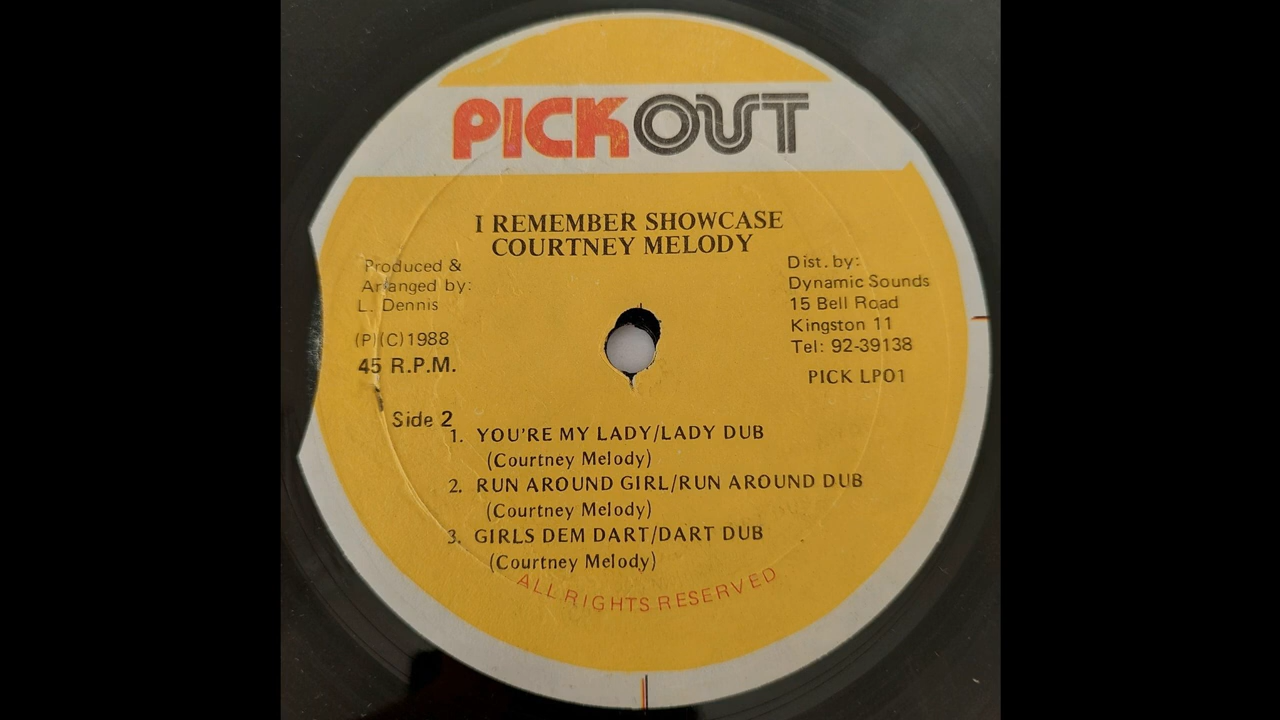 PICKOUT
I REMEMBER SHOWCASE
COURTNEY MELODY
Produced &
Arranged by:
L. Dennis
(P)(C)1988
45 R.P.M.
Dist. by:
Dynamic Sounds
15 Bell Road
Kingston 11
Tel: 92-39138
PICK LP01
Side 2
1. YOU'RE MY LADY/LADY DUB
(Courtney Melody)
2. RUN AROUND GIRL/RUN AROUND DUB
(Courtney Melody)
3. GIRLS DEM DART/DART DUB
(Courtney Melody)
ALL RIGHTS RESERVED